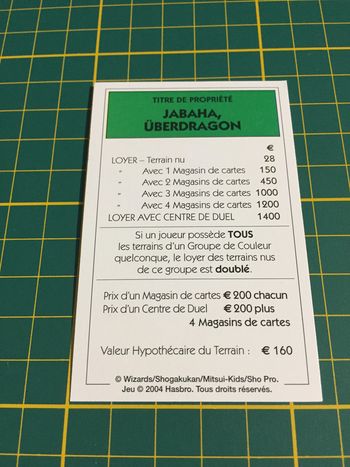 TITRE DE PROPRIÉTÉ
JABAHA,
ÜBERDRAGON
€
LOYER – Terrain nu 28
" Avec 1 Magasin de cartes 150
" Avec 2 Magasins de cartes 450
" Avec 3 Magasins de cartes 1000
" Avec 4 Magasins de cartes 1200
LOYER AVEC CENTRE DE DUEL 1400
Si un joueur possède TOUS
les terrains d'un Groupe de Couleur
quelconque, le loyer des terrains nus
de ce groupe est doublé.
Prix d'un Magasin de cartes € 200 chacun
Prix d'un Centre de Duel € 200 plus
4 Magasins de cartes
Valeur Hypothécaire du Terrain : € 160
© Wizards/Shogakukan/Mitsui-Kids/Sho Pro.
Jeu © 2004 Hasbro. Tous droits réservés.